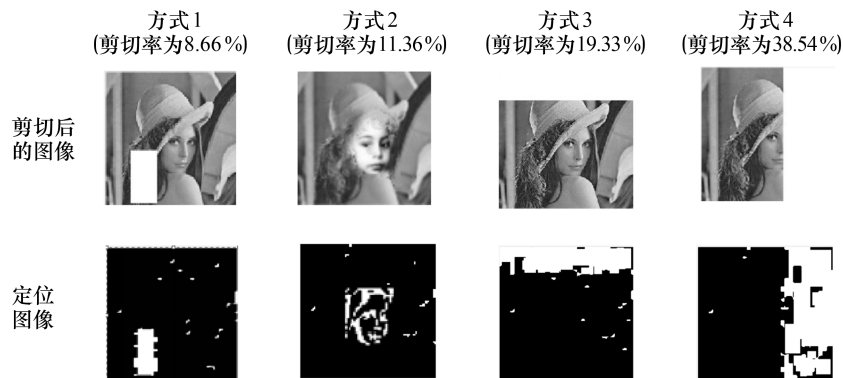 方式1
(剪切率为8.66%)
方式2
(剪切率为11.36%)
方式3
(剪切率为19.33%)
方式4
(剪切率为38.54%)
剪切后
的图像
定位
图像